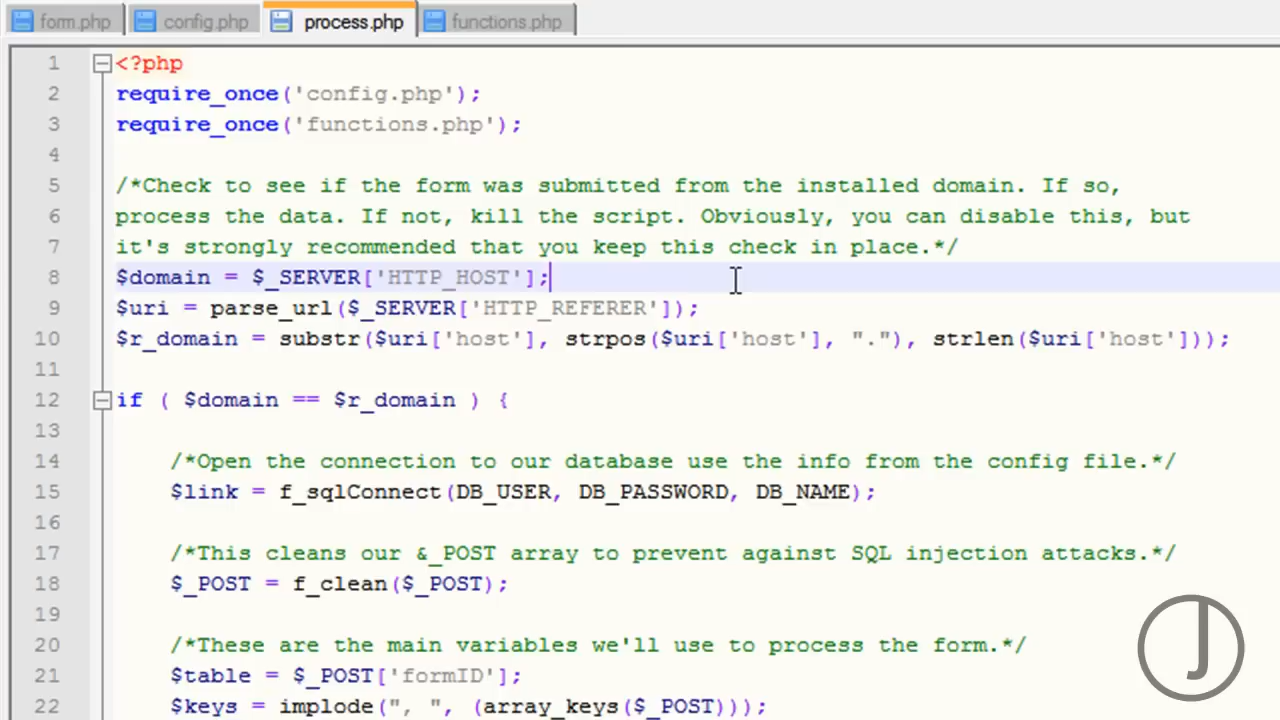 form.php config.php process.php functions.php
1 <?php
2 require_once('config.php');
3 require_once('functions.php');
4
5 /*Check to see if the form was submitted from the installed domain. If so,
6 process the data. If not, kill the script. Obviously, you can disable this, but
7 it's strongly recommended that you keep this check in place.*/
8 $domain = $_SERVER['HTTP_HOST'];
9 $uri = parse_url($_SERVER['HTTP_REFERER']);
10 $r_domain = substr($uri['host'], strpos($uri['host'], "."), strlen($uri['host']));
11
12 if ( $domain == $r_domain ) {
13
14 /*Open the connection to our database use the info from the config file.*/
15 $link = f_sqlConnect(DB_USER, DB_PASSWORD, DB_NAME);
16
17 /*This cleans our &_POST array to prevent against SQL injection attacks.*/
18 $_POST = f_clean($_POST);
19
20 /*These are the main variables we'll use to process the form.*/
21 $table = $_POST['formID'];
22 $keys = implode(", ", (array_keys($_POST)));
J